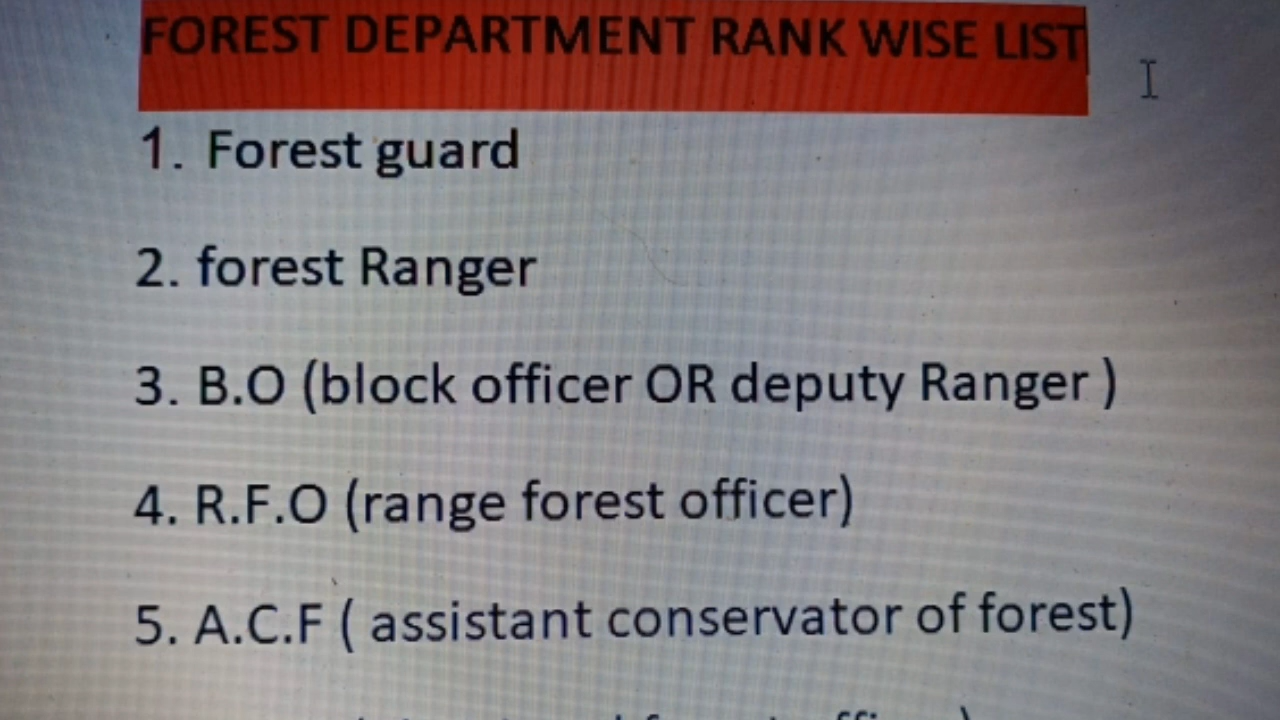 FOREST DEPARTMENT RANK WISE LIST
1. Forest guard
2. forest Ranger
3. B.O (block officer OR deputy Ranger )
4. R.F.O (range forest officer)
5. A.C.F ( assistant conservator of forest)